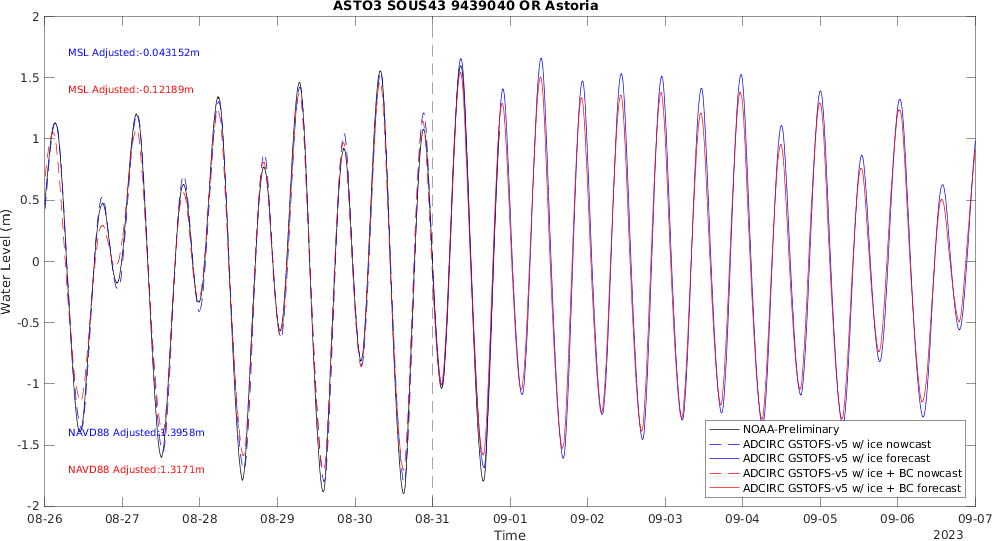 ASTO3 SOUS43 9439040 OR Astoria
Water Level (m)
2
1.5
1
0.5
0
-0.5
-1
-1.5
-2
MSL Adjusted:-0.043152m
MSL Adjusted:-0.12189m
NAVD88 Adjusted:1.3958m
NAVD88 Adjusted:1.3171m
NOAA-Preliminary
ADCIRC GSTOFS-v5 w/ ice nowcast
ADCIRC GSTOFS-v5 w/ ice forecast
ADCIRC GSTOFS-v5 w/ ice + BC nowcast
ADCIRC GSTOFS-v5 w/ ice + BC forecast
08-26 08-27 08-28 08-29 08-30 08-31 09-01 09-02 09-03 09-04 09-05 09-06 09-07
Time
2023